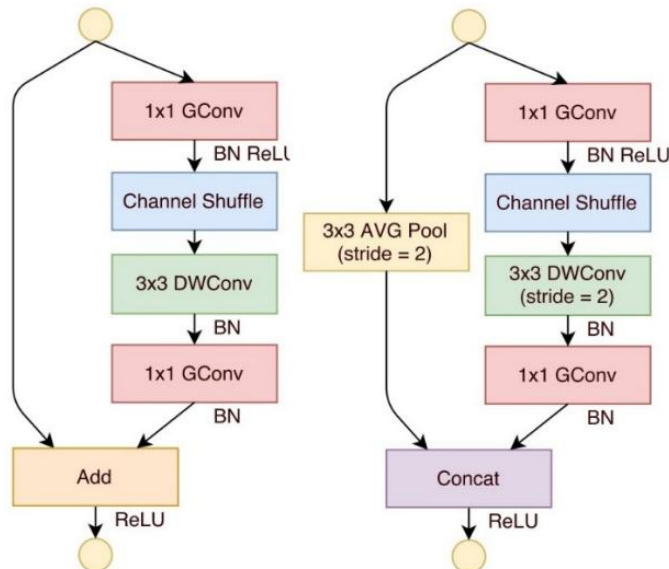 1x1 GConv
BN ReLU
Channel Shuffle
3x3 DWConv
BN
1x1 GConv
BN
Add
ReLU
1x1 GConv
BN ReLU
Channel Shuffle
3x3 AVG Pool
(stride = 2)
3x3 DWConv
(stride = 2)
BN
1x1 GConv
BN
Concat
ReLU